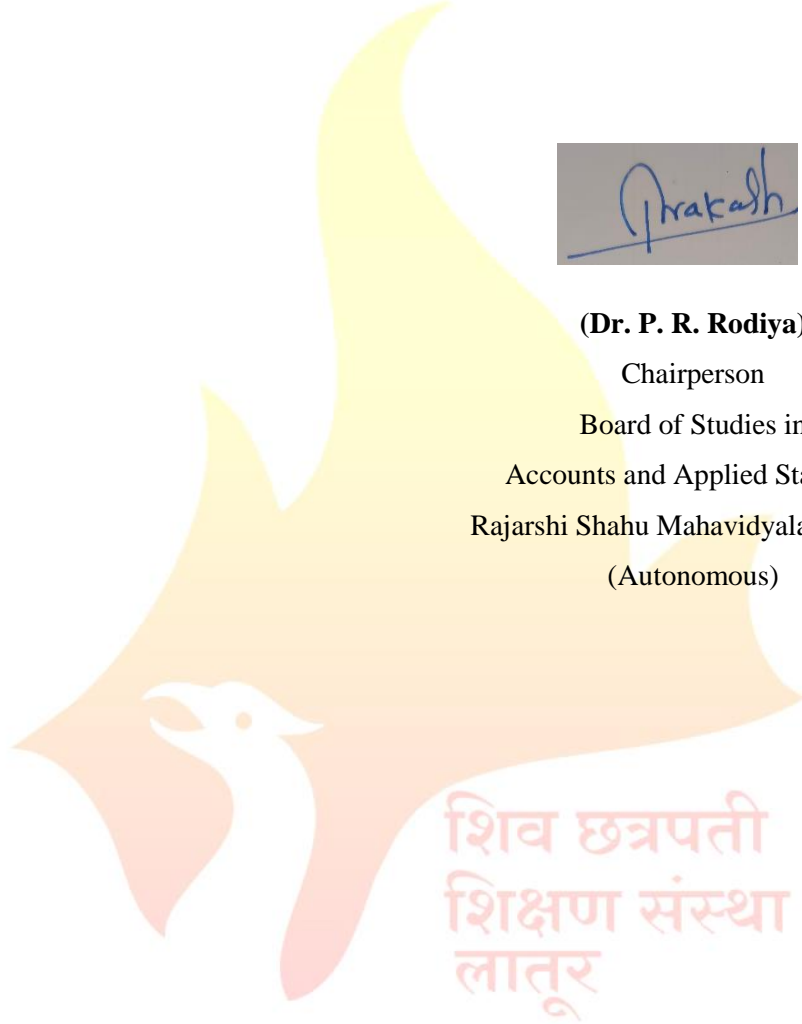 Prakash
(Dr. P. R. Rodiya)
Chairperson
Board of Studies in
Accounts and Applied Sta
Rajarshi Shahu Mahavidyala
(Autonomous)
शिव छत्रपती
शिक्षण संस्था
लातूर